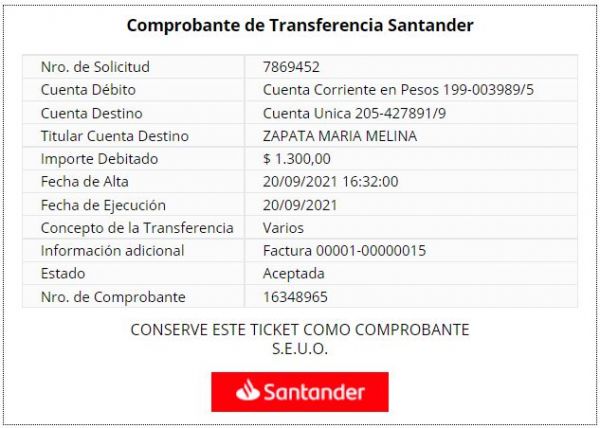 Comprobante de Transferencia Santander
Nro. de Solicitud 7869452
Cuenta Débito Cuenta Corriente en Pesos 199-003989/5
Cuenta Destino Cuenta Unica 205-427891/9
Titular Cuenta Destino ZAPATA MARIA MELINA
Importe Debitado $ 1.300,00
Fecha de Alta 20/09/2021 16:32:00
Fecha de Ejecución 20/09/2021
Concepto de la Transferencia Varios
Información adicional Factura 00001-00000015
Estado Aceptada
Nro. de Comprobante 16348965
CONSERVE ESTE TICKET COMO COMPROBANTE
S.E.U.O.
Santander